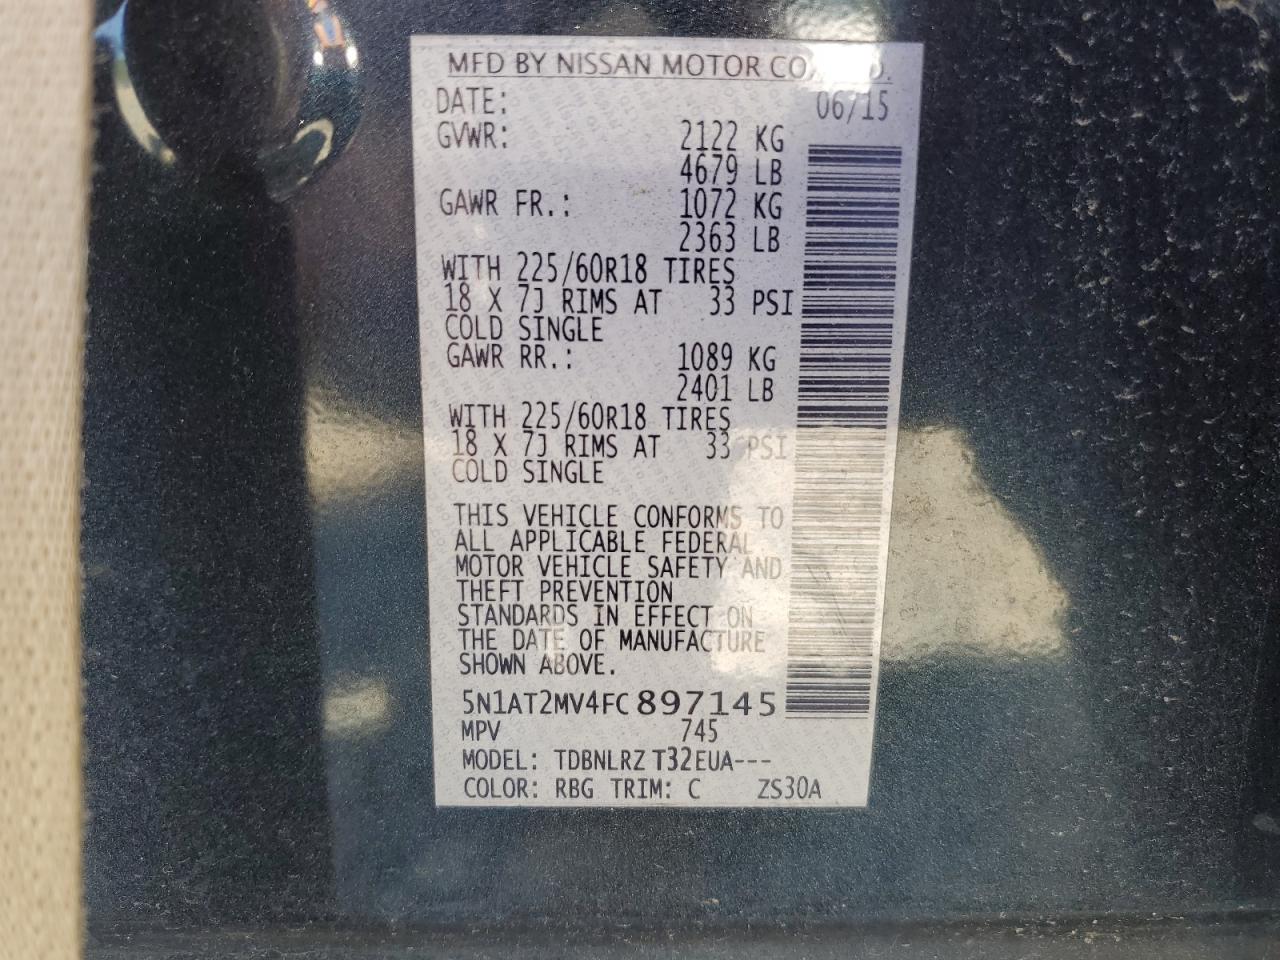 MFD BY NISSAN MOTOR CO., LTD.
DATE: 06/15
GVWR: 2122 KG
4679 LB
GAWR FR.: 1072 KG
2363 LB
WITH 225/60R18 TIRES
18 X 7J RIMS AT 33 PSI
COLD SINGLE
GAWR RR.: 1089 KG
2401 LB
WITH 225/60R18 TIRES
18 X 7J RIMS AT 33 PSI
COLD SINGLE
THIS VEHICLE CONFORMS TO
ALL APPLICABLE FEDERAL
MOTOR VEHICLE SAFETY AND
THEFT PREVENTION
STANDARDS IN EFFECT ON
THE DATE OF MANUFACTURE
SHOWN ABOVE.
5N1AT2MV4FC897145
MPV 745
MODEL: TDBNLRZ T32EUA---
COLOR: RBG TRIM: C ZS30A